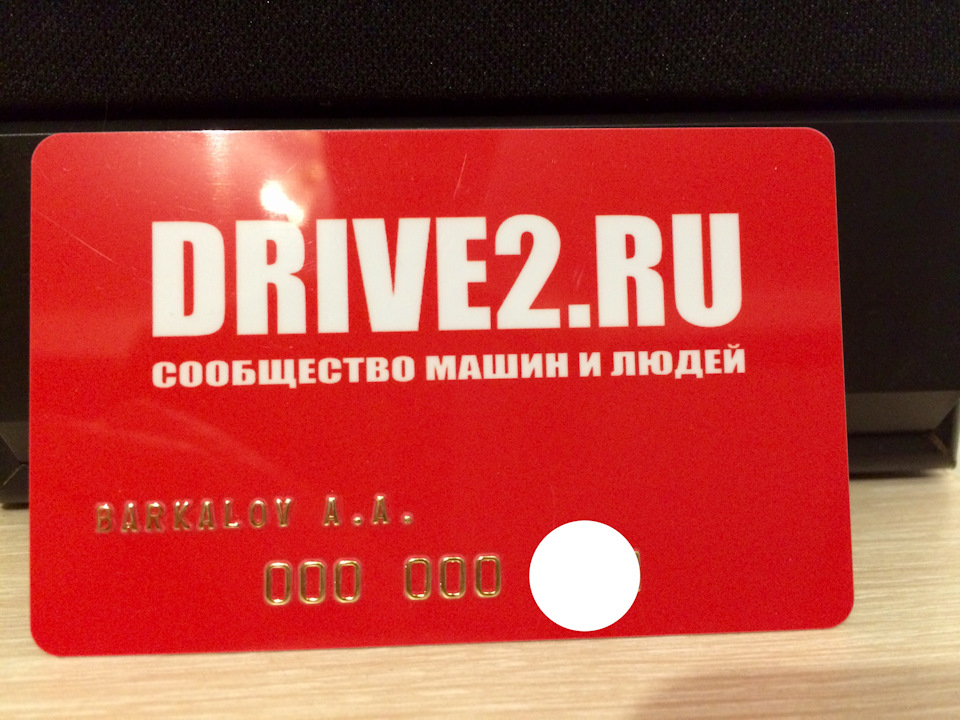 DRIVE2.RU
СООБЩЕСТВО МАШИН И ЛЮДЕЙ
BARKALOV A.A.
000 000